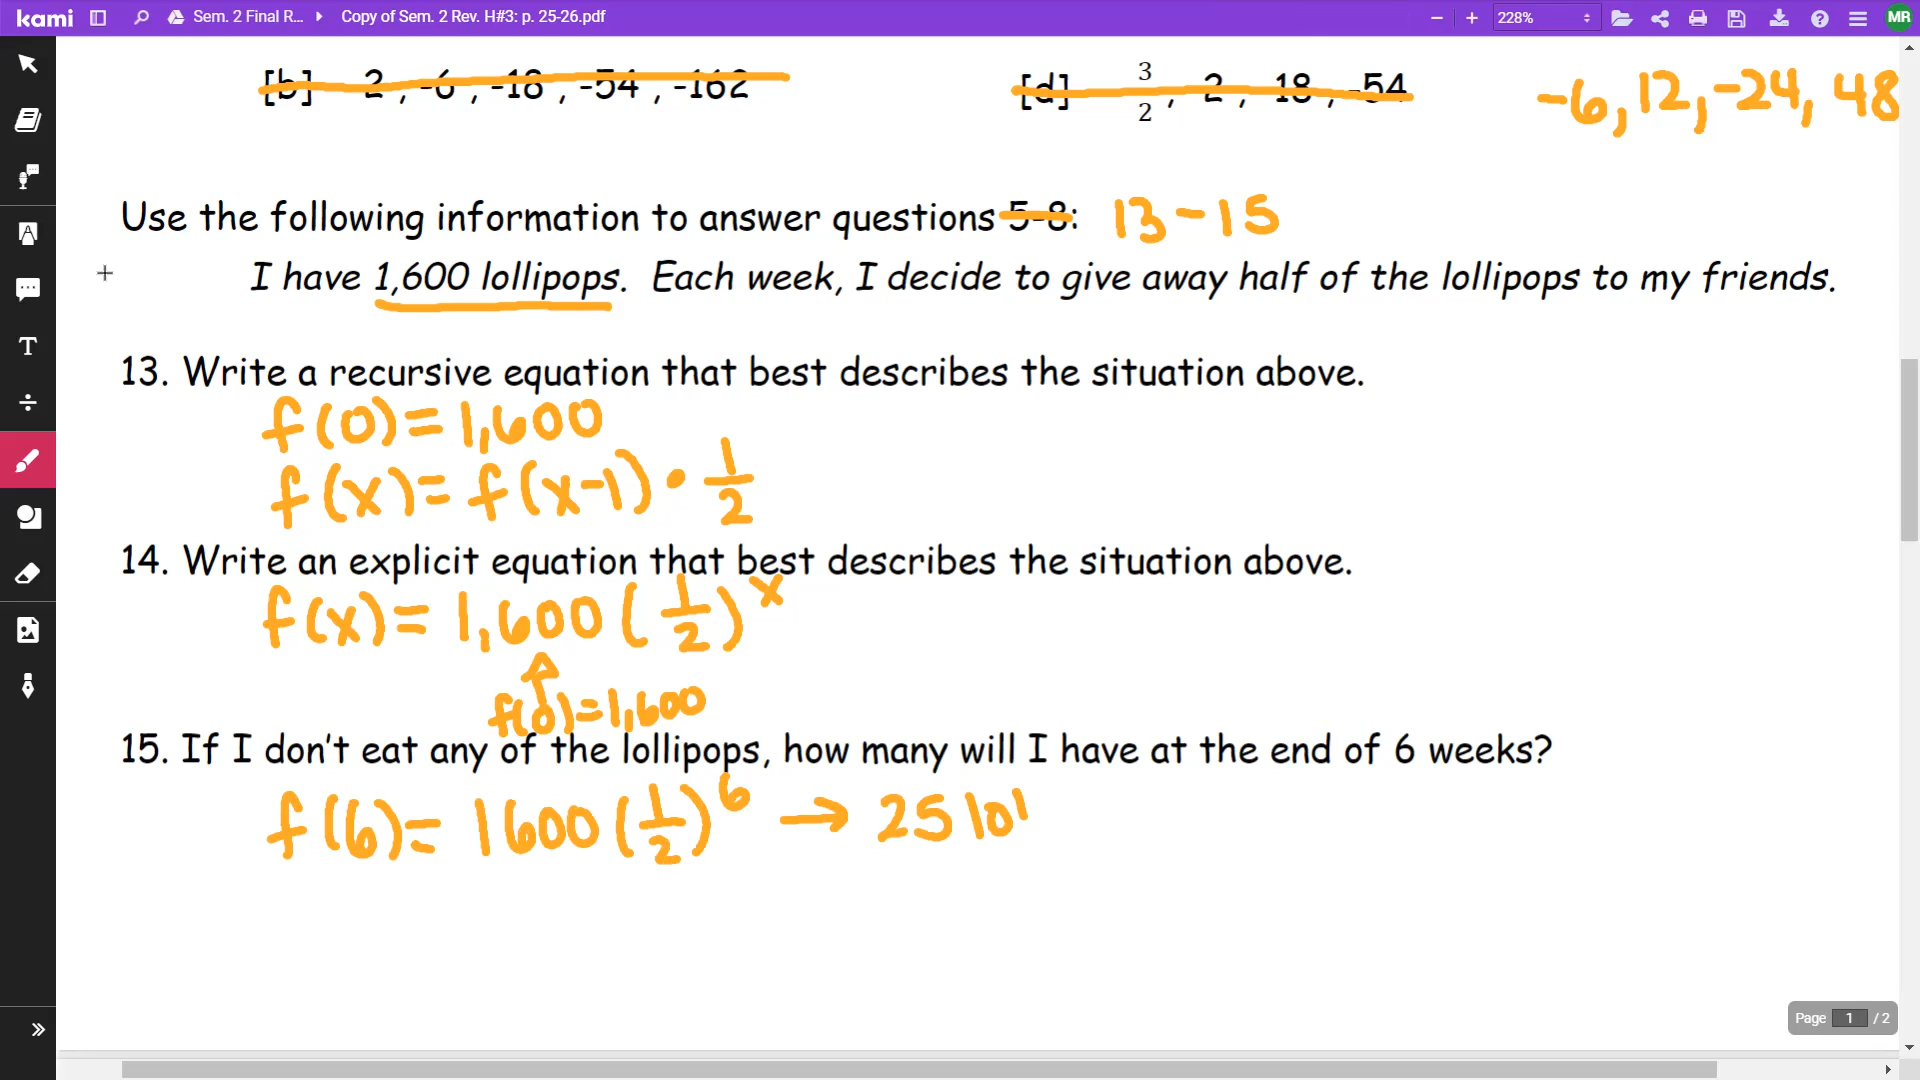 kami Sem. 2 Final R... Copy of Sem. 2 Rev. H#3: p. 25-26.pdf 228% MR
[b] 2 , -6 , -18 , -54 , -162
[d] 3/2 , 2 , 18 , -54
-6, 12, -24, 48
Use the following information to answer questions 5-8: 13-15
I have 1,600 lollipops. Each week, I decide to give away half of the lollipops to my friends.
13. Write a recursive equation that best describes the situation above.
f(0) = 1,600
f(x) = f(x-1) • 1/2
14. Write an explicit equation that best describes the situation above.
f(x) = 1,600 (1/2)^x
f(0) = 1,600
15. If I don't eat any of the lollipops, how many will I have at the end of 6 weeks?
f(6) = 1600 (1/2)^6 → 25 lol
Page 1 / 2